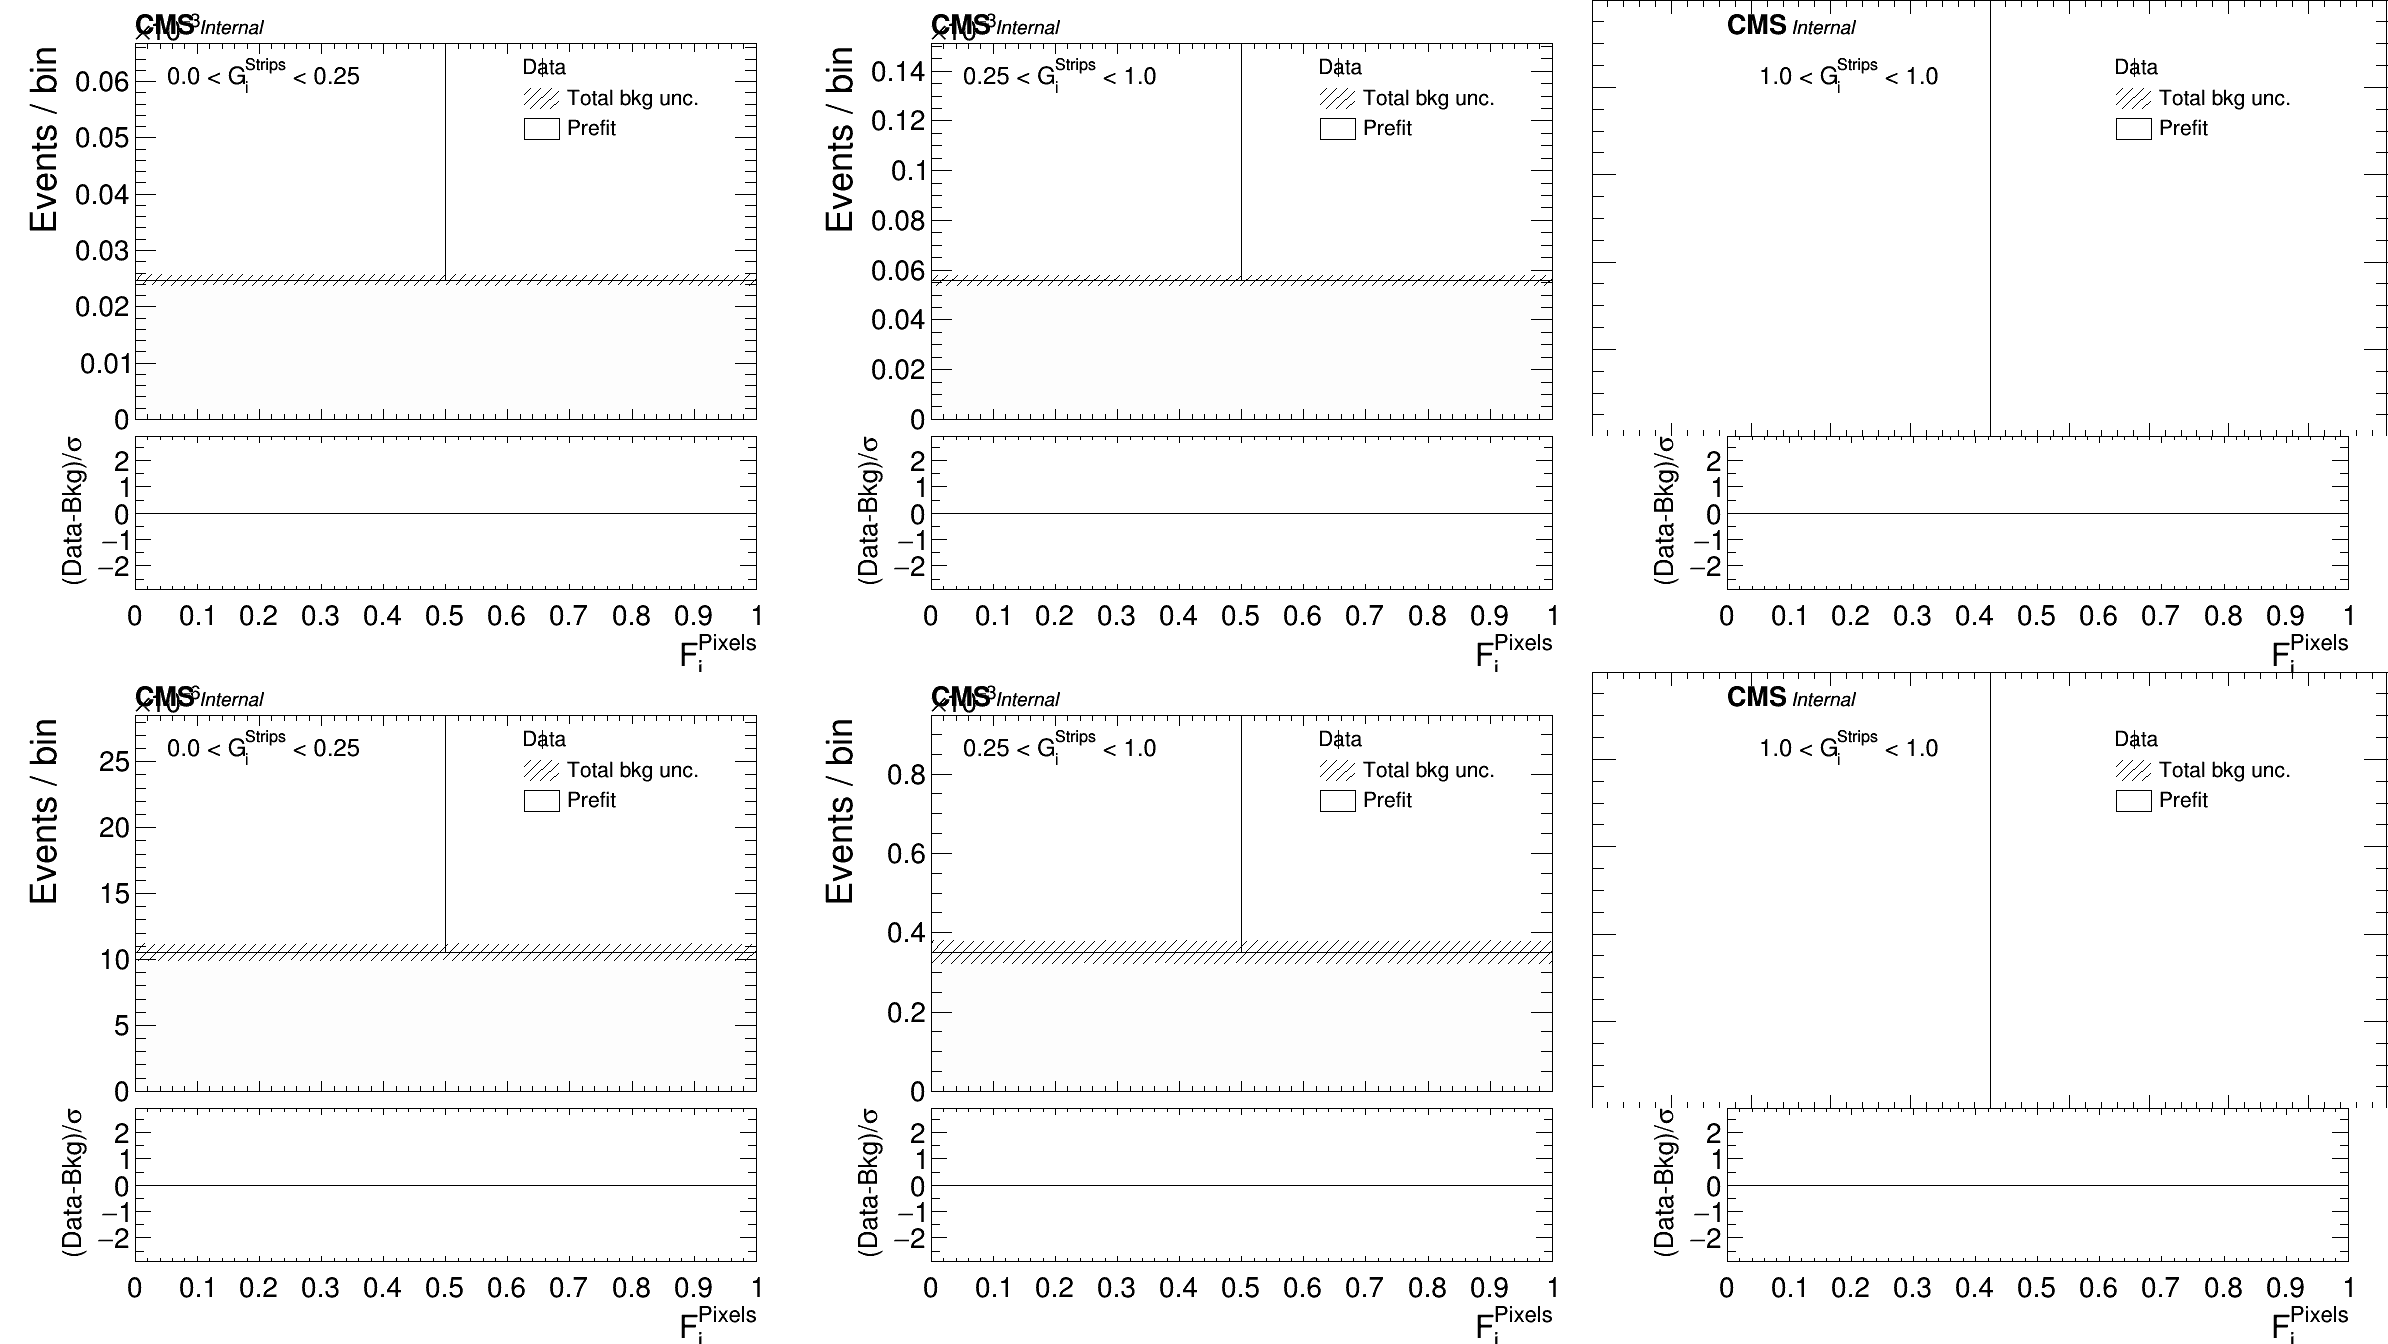 CMS Internal
×10⁻³
Events / bin
0.0 < G_i^Strips < 0.25
Data
Total bkg unc.
Prefit
0.06
0.05
0.04
0.03
0.02
0.01
0
(Data-Bkg)/σ
2
1
0
−1
−2
0 0.1 0.2 0.3 0.4 0.5 0.6 0.7 0.8 0.9 1
F_i^Pixels
CMS Internal
×10⁻³
Events / bin
0.25 < G_i^Strips < 1.0
Data
Total bkg unc.
Prefit
0.14
0.12
0.1
0.08
0.06
0.04
0.02
0
(Data-Bkg)/σ
2
1
0
−1
−2
0 0.1 0.2 0.3 0.4 0.5 0.6 0.7 0.8 0.9 1
F_i^Pixels
CMS Internal
1.0 < G_i^Strips < 1.0
Data
Total bkg unc.
Prefit
(Data-Bkg)/σ
2
1
0
−1
−2
0 0.1 0.2 0.3 0.4 0.5 0.6 0.7 0.8 0.9 1
F_i^Pixels
CMS Internal
×10⁻⁶
Events / bin
0.0 < G_i^Strips < 0.25
Data
Total bkg unc.
Prefit
25
20
15
10
5
0
(Data-Bkg)/σ
2
1
0
−1
−2
0 0.1 0.2 0.3 0.4 0.5 0.6 0.7 0.8 0.9 1
F_i^Pixels
CMS Internal
×10⁻³
Events / bin
0.25 < G_i^Strips < 1.0
Data
Total bkg unc.
Prefit
0.8
0.6
0.4
0.2
0
(Data-Bkg)/σ
2
1
0
−1
−2
0 0.1 0.2 0.3 0.4 0.5 0.6 0.7 0.8 0.9 1
F_i^Pixels
CMS Internal
1.0 < G_i^Strips < 1.0
Data
Total bkg unc.
Prefit
(Data-Bkg)/σ
2
1
0
−1
−2
0 0.1 0.2 0.3 0.4 0.5 0.6 0.7 0.8 0.9 1
F_i^Pixels